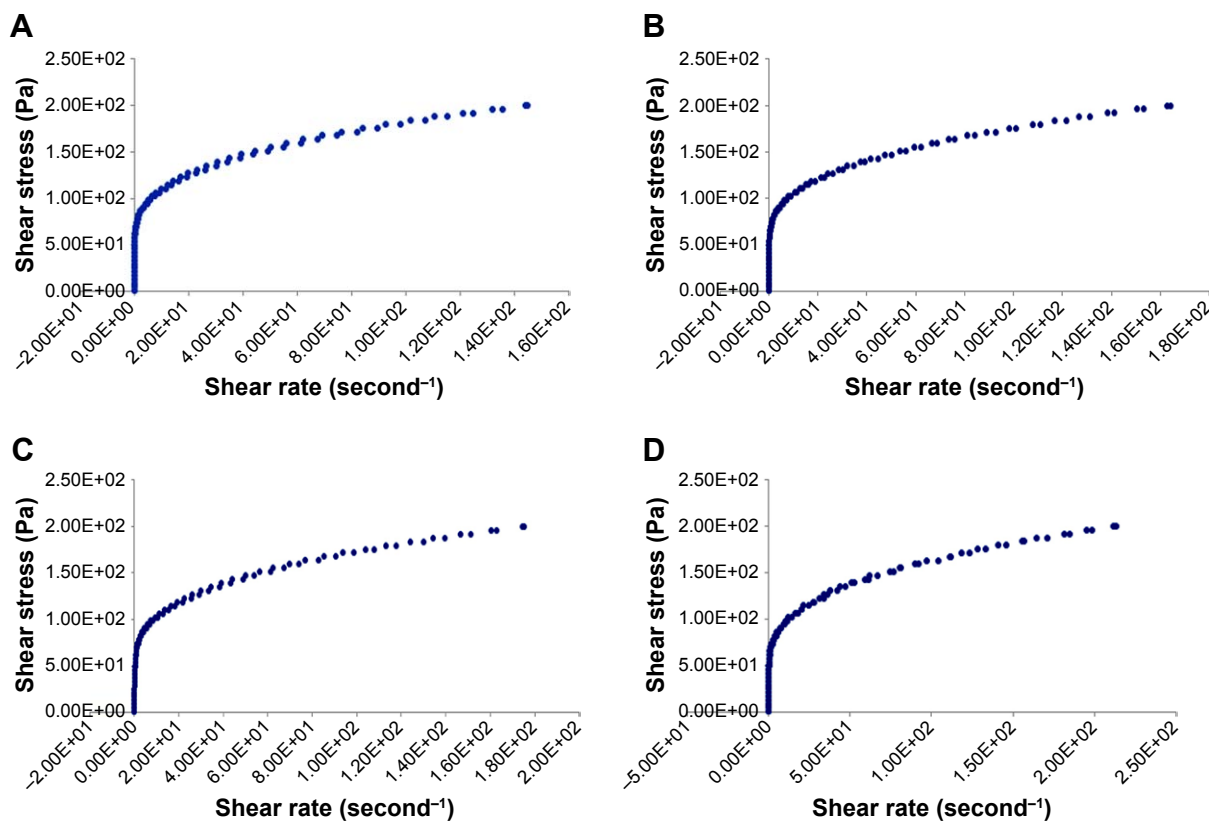 A
Shear stress (Pa)
2.50E+02
2.00E+02
1.50E+02
1.00E+02
5.00E+01
0.00E+00
–2.00E+01
0.00E+00
2.00E+01
4.00E+01
6.00E+01
8.00E+01
1.00E+02
1.20E+02
1.40E+02
1.60E+02
Shear rate (second⁻¹)
B
Shear stress (Pa)
2.50E+02
2.00E+02
1.50E+02
1.00E+02
5.00E+01
0.00E+00
–2.00E+01
0.00E+00
2.00E+01
4.00E+01
6.00E+01
8.00E+01
1.00E+02
1.20E+02
1.40E+02
1.60E+02
1.80E+02
Shear rate (second⁻¹)
C
Shear stress (Pa)
2.50E+02
2.00E+02
1.50E+02
1.00E+02
5.00E+01
0.00E+00
–2.00E+01
0.00E+00
2.00E+01
4.00E+01
6.00E+01
8.00E+01
1.00E+02
1.20E+02
1.40E+02
1.60E+02
1.80E+02
2.00E+02
Shear rate (second⁻¹)
D
Shear stress (Pa)
2.50E+02
2.00E+02
1.50E+02
1.00E+02
5.00E+01
0.00E+00
–5.00E+01
0.00E+00
5.00E+01
1.00E+02
1.50E+02
2.00E+02
2.50E+02
Shear rate (second⁻¹)